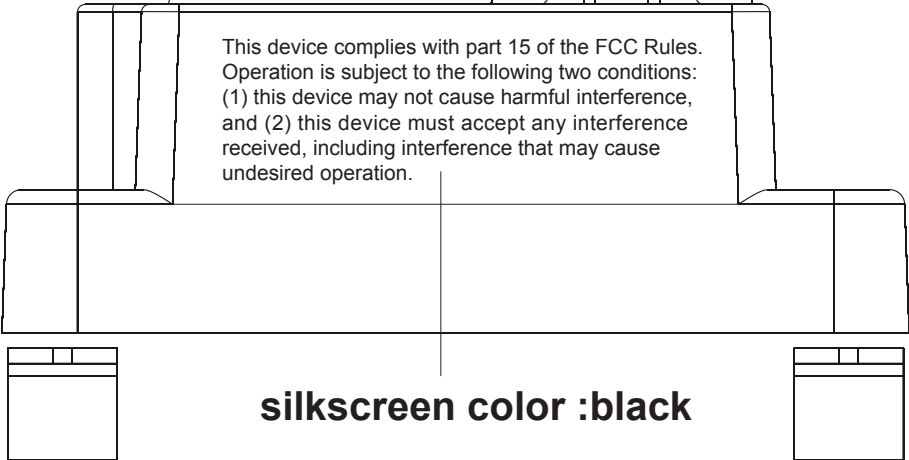 This device complies with part 15 of the FCC Rules.
Operation is subject to the following two conditions:
(1) this device may not cause harmful interference,
and (2) this device must accept any interference
received, including interference that may cause
undesired operation.
silkscreen color :black